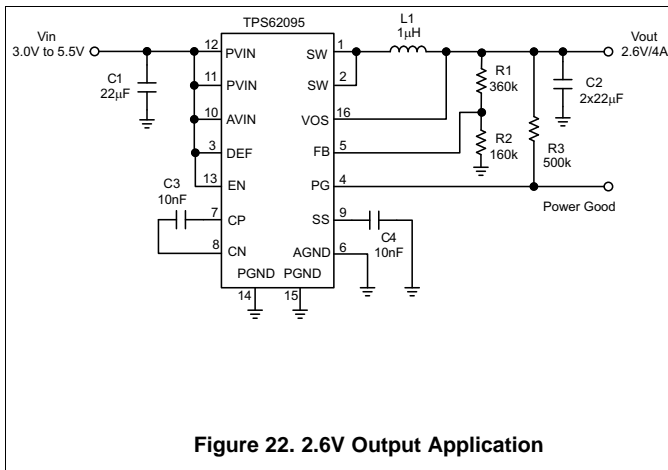 TPS62095
Vin
3.0V to 5.5V
C1
22µF
12 PVIN
11 PVIN
10 AVIN
3 DEF
13 EN
C3
10nF
7 CP
8 CN
PGND PGND
14 15
SW 1
SW 2
VOS 16
FB 5
PG 4
SS 9
AGND 6
C4
10nF
L1
1µH
R1
360k
R2
160k
R3
500k
C2
2x22µF
Vout
2.6V/4A
Power Good
Figure 22. 2.6V Output Application